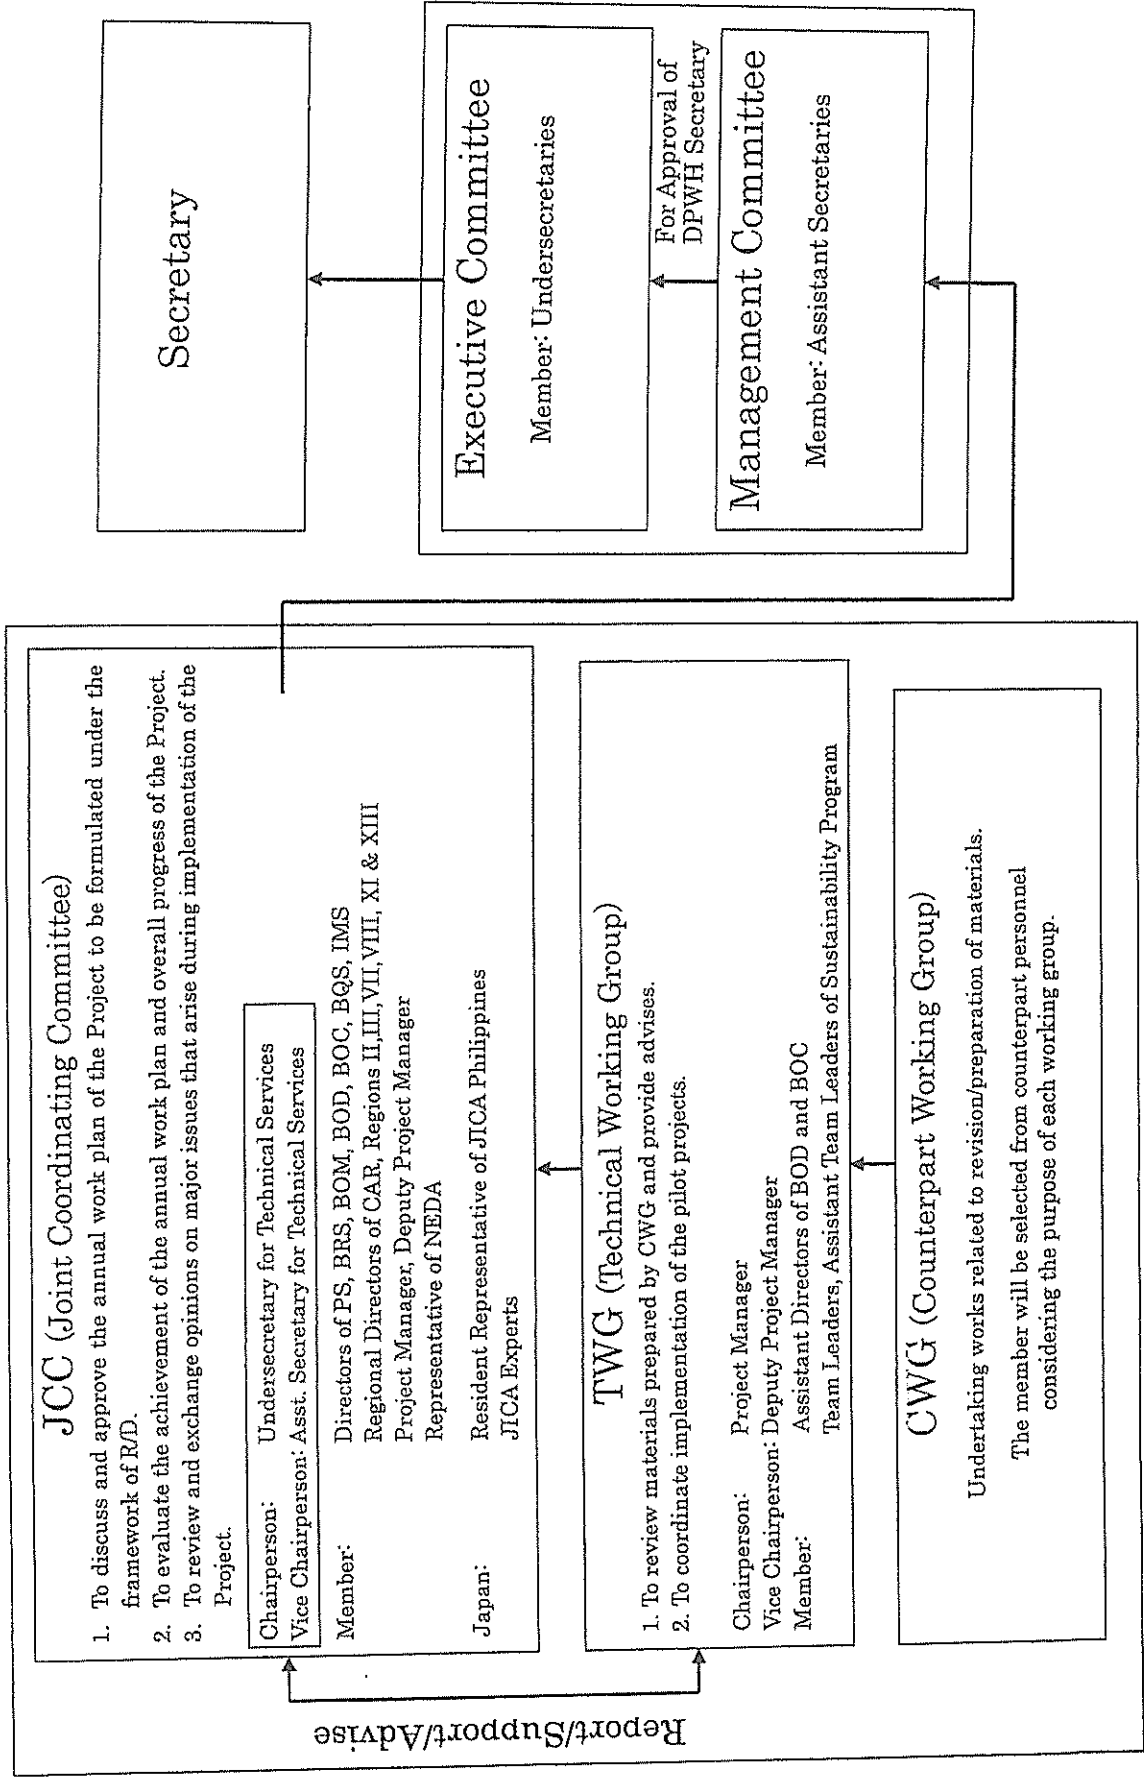 JCC (Joint Coordinating Committee)
1. To discuss and approve the annual work plan of the Project to be formulated under the
framework of R/D.
2. To evaluate the achievement of the annual work plan and overall progress of the Project.
3. To review and exchange opinions on major issues that arise during implementation of the
Project.
Chairperson: Undersecretary for Technical Services
Vice Chairperson: Asst. Secretary for Technical Services
Member: Directors of PS, BRS, BOM, BOD, BOC, BQS, IMS
Regional Directors of CAR, Regions II,III,VII,VIII, XI & XIII
Project Manager, Deputy Project Manager
Representative of NEDA
Japan: Resident Representative of JICA Philippines
JICA Experts
Report/Support/Advise
TWG (Technical Working Group)
1. To review materials prepared by CWG and provide advises.
2. To coordinate implementation of the pilot projects.
Chairperson: Project Manager
Vice Chairperson: Deputy Project Manager
Member: Assistant Directors of BOD and BOC
Team Leaders, Assistant Team Leaders of Sustainability Program
CWG (Counterpart Working Group)
Undertaking works related to revision/preparation of materials.
The member will be selected from counterpart personnel
considering the purpose of each working group.
Secretary
Executive Committee
Member: Undersecretaries
For Approval of
DPWH Secretary
Management Committee
Member: Assistant Secretaries